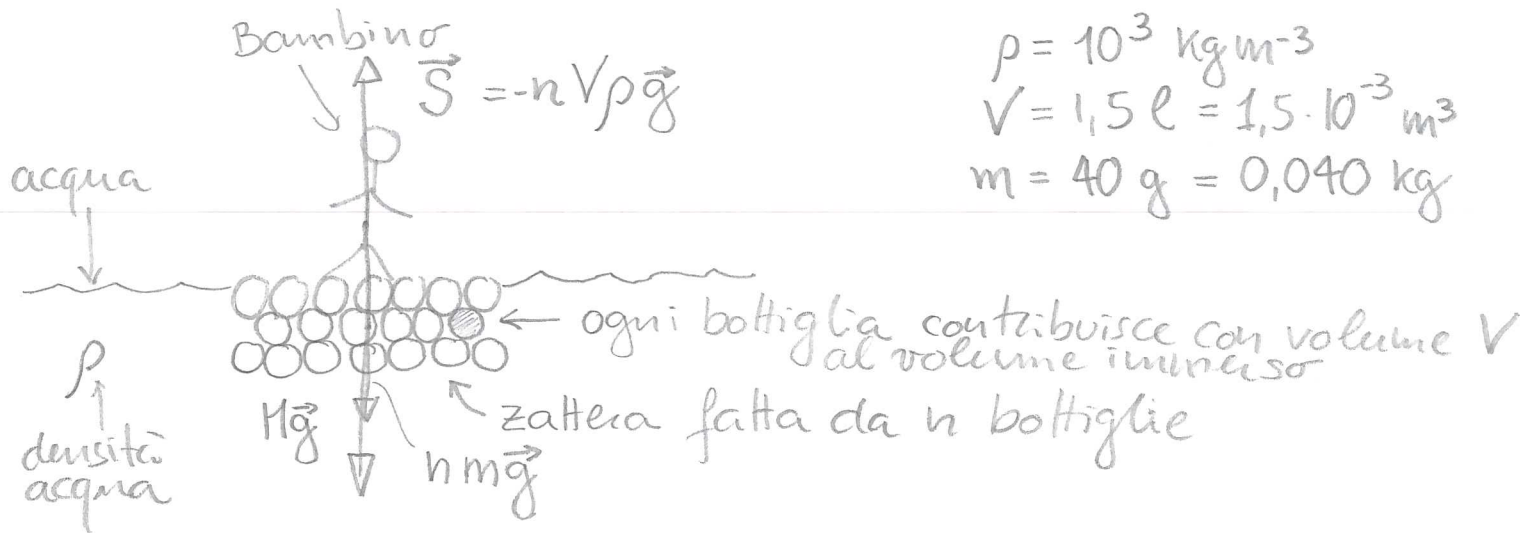 Bambino
S⃗ = -nVρg⃗
ρ = 10³ kg m⁻³
V = 1,5 ℓ = 1,5·10⁻³ m³
m = 40 g = 0,040 kg
acqua
ogni bottiglia contribuisce con volume V
al volume immerso
ρ
densità
acqua
Mg⃗
zattera fatta da n bottiglie
nmg⃗